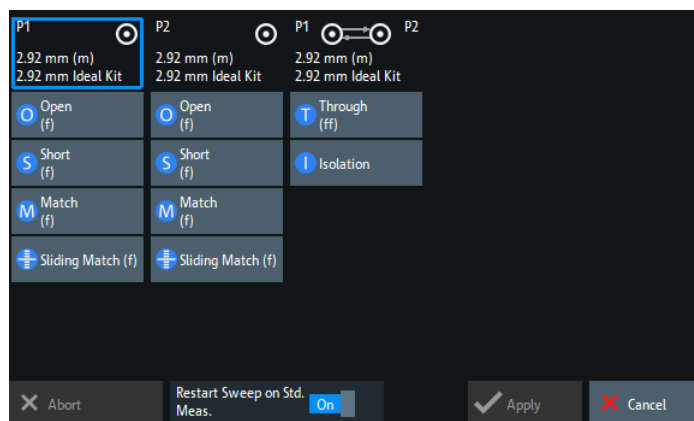 P1
2.92 mm (m)
2.92 mm Ideal Kit
P2
2.92 mm (m)
2.92 mm Ideal Kit
P1 P2
2.92 mm (m)
2.92 mm Ideal Kit
O Open
(f)
O Open
(f)
T Through
(ff)
S Short
(f)
S Short
(f)
I Isolation
M Match
(f)
M Match
(f)
Sliding Match (f)
Sliding Match (f)
Abort
Restart Sweep on Std.
Meas.
On
Apply
Cancel